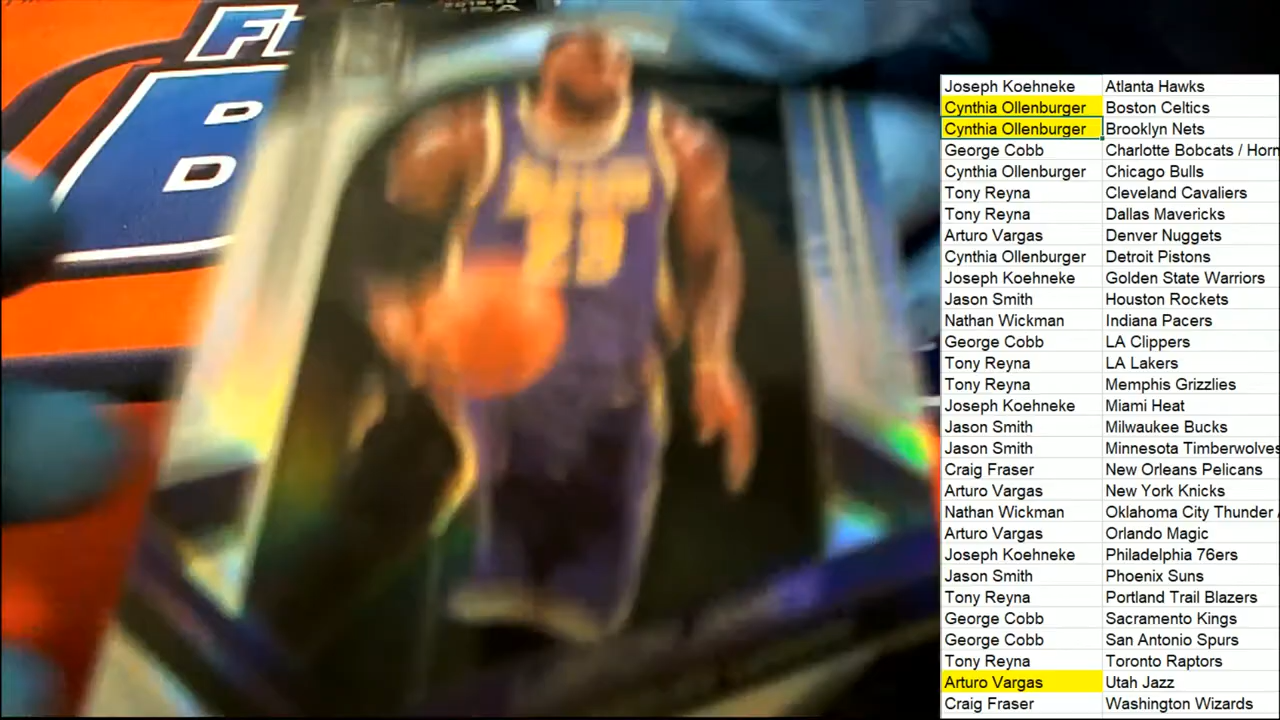 2019-20
FL
D
D
23
Joseph Koehneke Atlanta Hawks
Cynthia Ollenburger Boston Celtics
Cynthia Ollenburger Brooklyn Nets
George Cobb Charlotte Bobcats / Horn
Cynthia Ollenburger Chicago Bulls
Tony Reyna Cleveland Cavaliers
Tony Reyna Dallas Mavericks
Arturo Vargas Denver Nuggets
Cynthia Ollenburger Detroit Pistons
Joseph Koehneke Golden State Warriors
Jason Smith Houston Rockets
Nathan Wickman Indiana Pacers
George Cobb LA Clippers
Tony Reyna LA Lakers
Tony Reyna Memphis Grizzlies
Joseph Koehneke Miami Heat
Jason Smith Milwaukee Bucks
Jason Smith Minnesota Timberwolves
Craig Fraser New Orleans Pelicans
Arturo Vargas New York Knicks
Nathan Wickman Oklahoma City Thunder /
Arturo Vargas Orlando Magic
Joseph Koehneke Philadelphia 76ers
Jason Smith Phoenix Suns
Tony Reyna Portland Trail Blazers
George Cobb Sacramento Kings
George Cobb San Antonio Spurs
Tony Reyna Toronto Raptors
Arturo Vargas Utah Jazz
Craig Fraser Washington Wizards